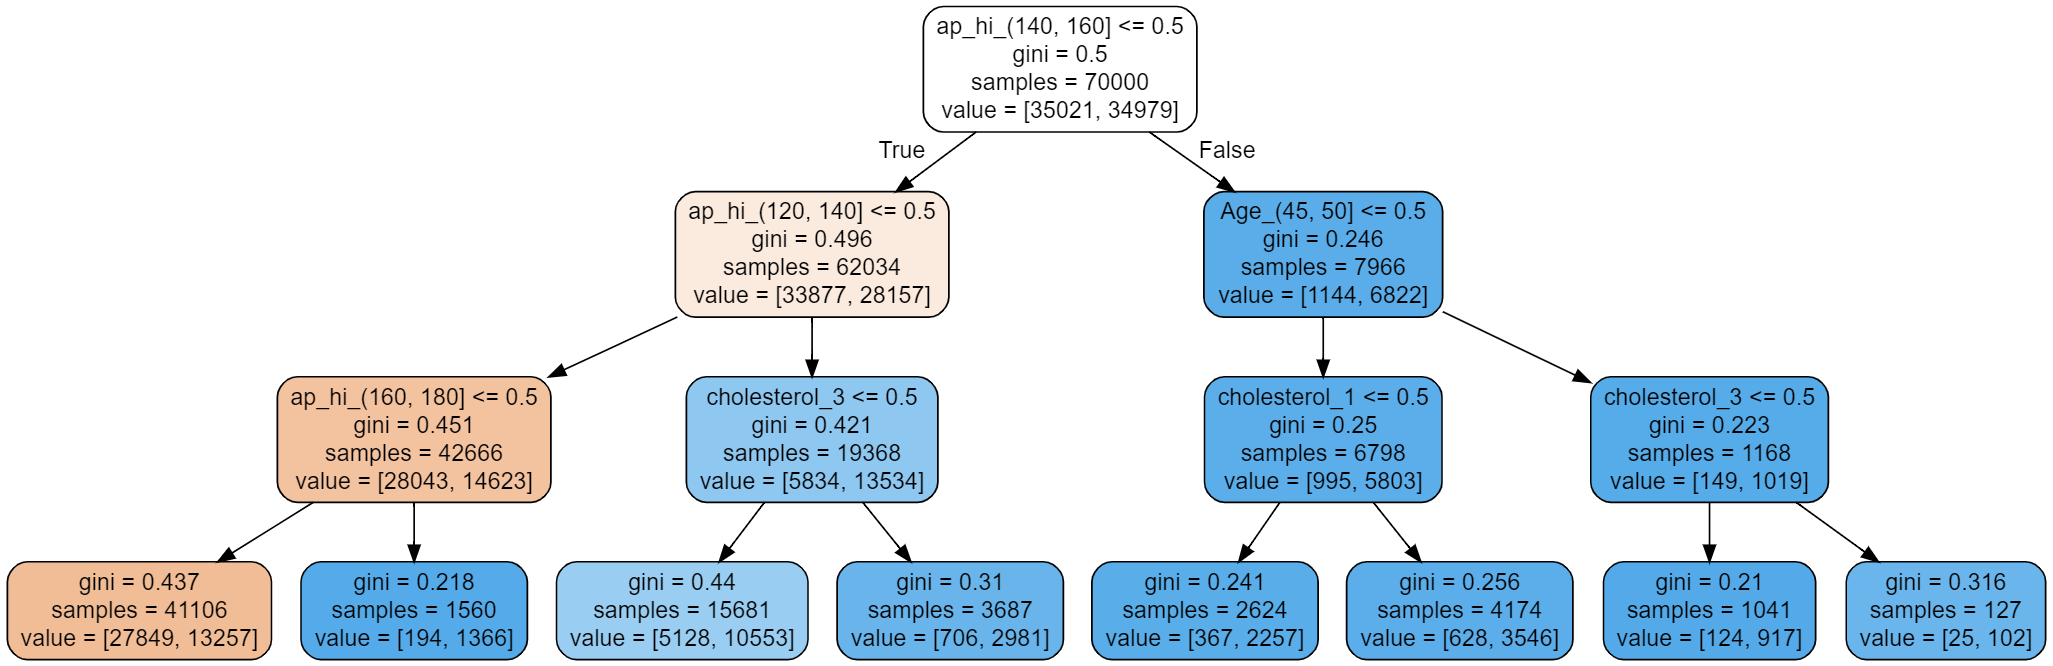 ap_hi_(140, 160] <= 0.5
gini = 0.5
samples = 70000
value = [35021, 34979]
True
False
ap_hi_(120, 140] <= 0.5
gini = 0.496
samples = 62034
value = [33877, 28157]
Age_(45, 50] <= 0.5
gini = 0.246
samples = 7966
value = [1144, 6822]
ap_hi_(160, 180] <= 0.5
gini = 0.451
samples = 42666
value = [28043, 14623]
cholesterol_3 <= 0.5
gini = 0.421
samples = 19368
value = [5834, 13534]
cholesterol_1 <= 0.5
gini = 0.25
samples = 6798
value = [995, 5803]
cholesterol_3 <= 0.5
gini = 0.223
samples = 1168
value = [149, 1019]
gini = 0.437
samples = 41106
value = [27849, 13257]
gini = 0.218
samples = 1560
value = [194, 1366]
gini = 0.44
samples = 15681
value = [5128, 10553]
gini = 0.31
samples = 3687
value = [706, 2981]
gini = 0.241
samples = 2624
value = [367, 2257]
gini = 0.256
samples = 4174
value = [628, 3546]
gini = 0.21
samples = 1041
value = [124, 917]
gini = 0.316
samples = 127
value = [25, 102]